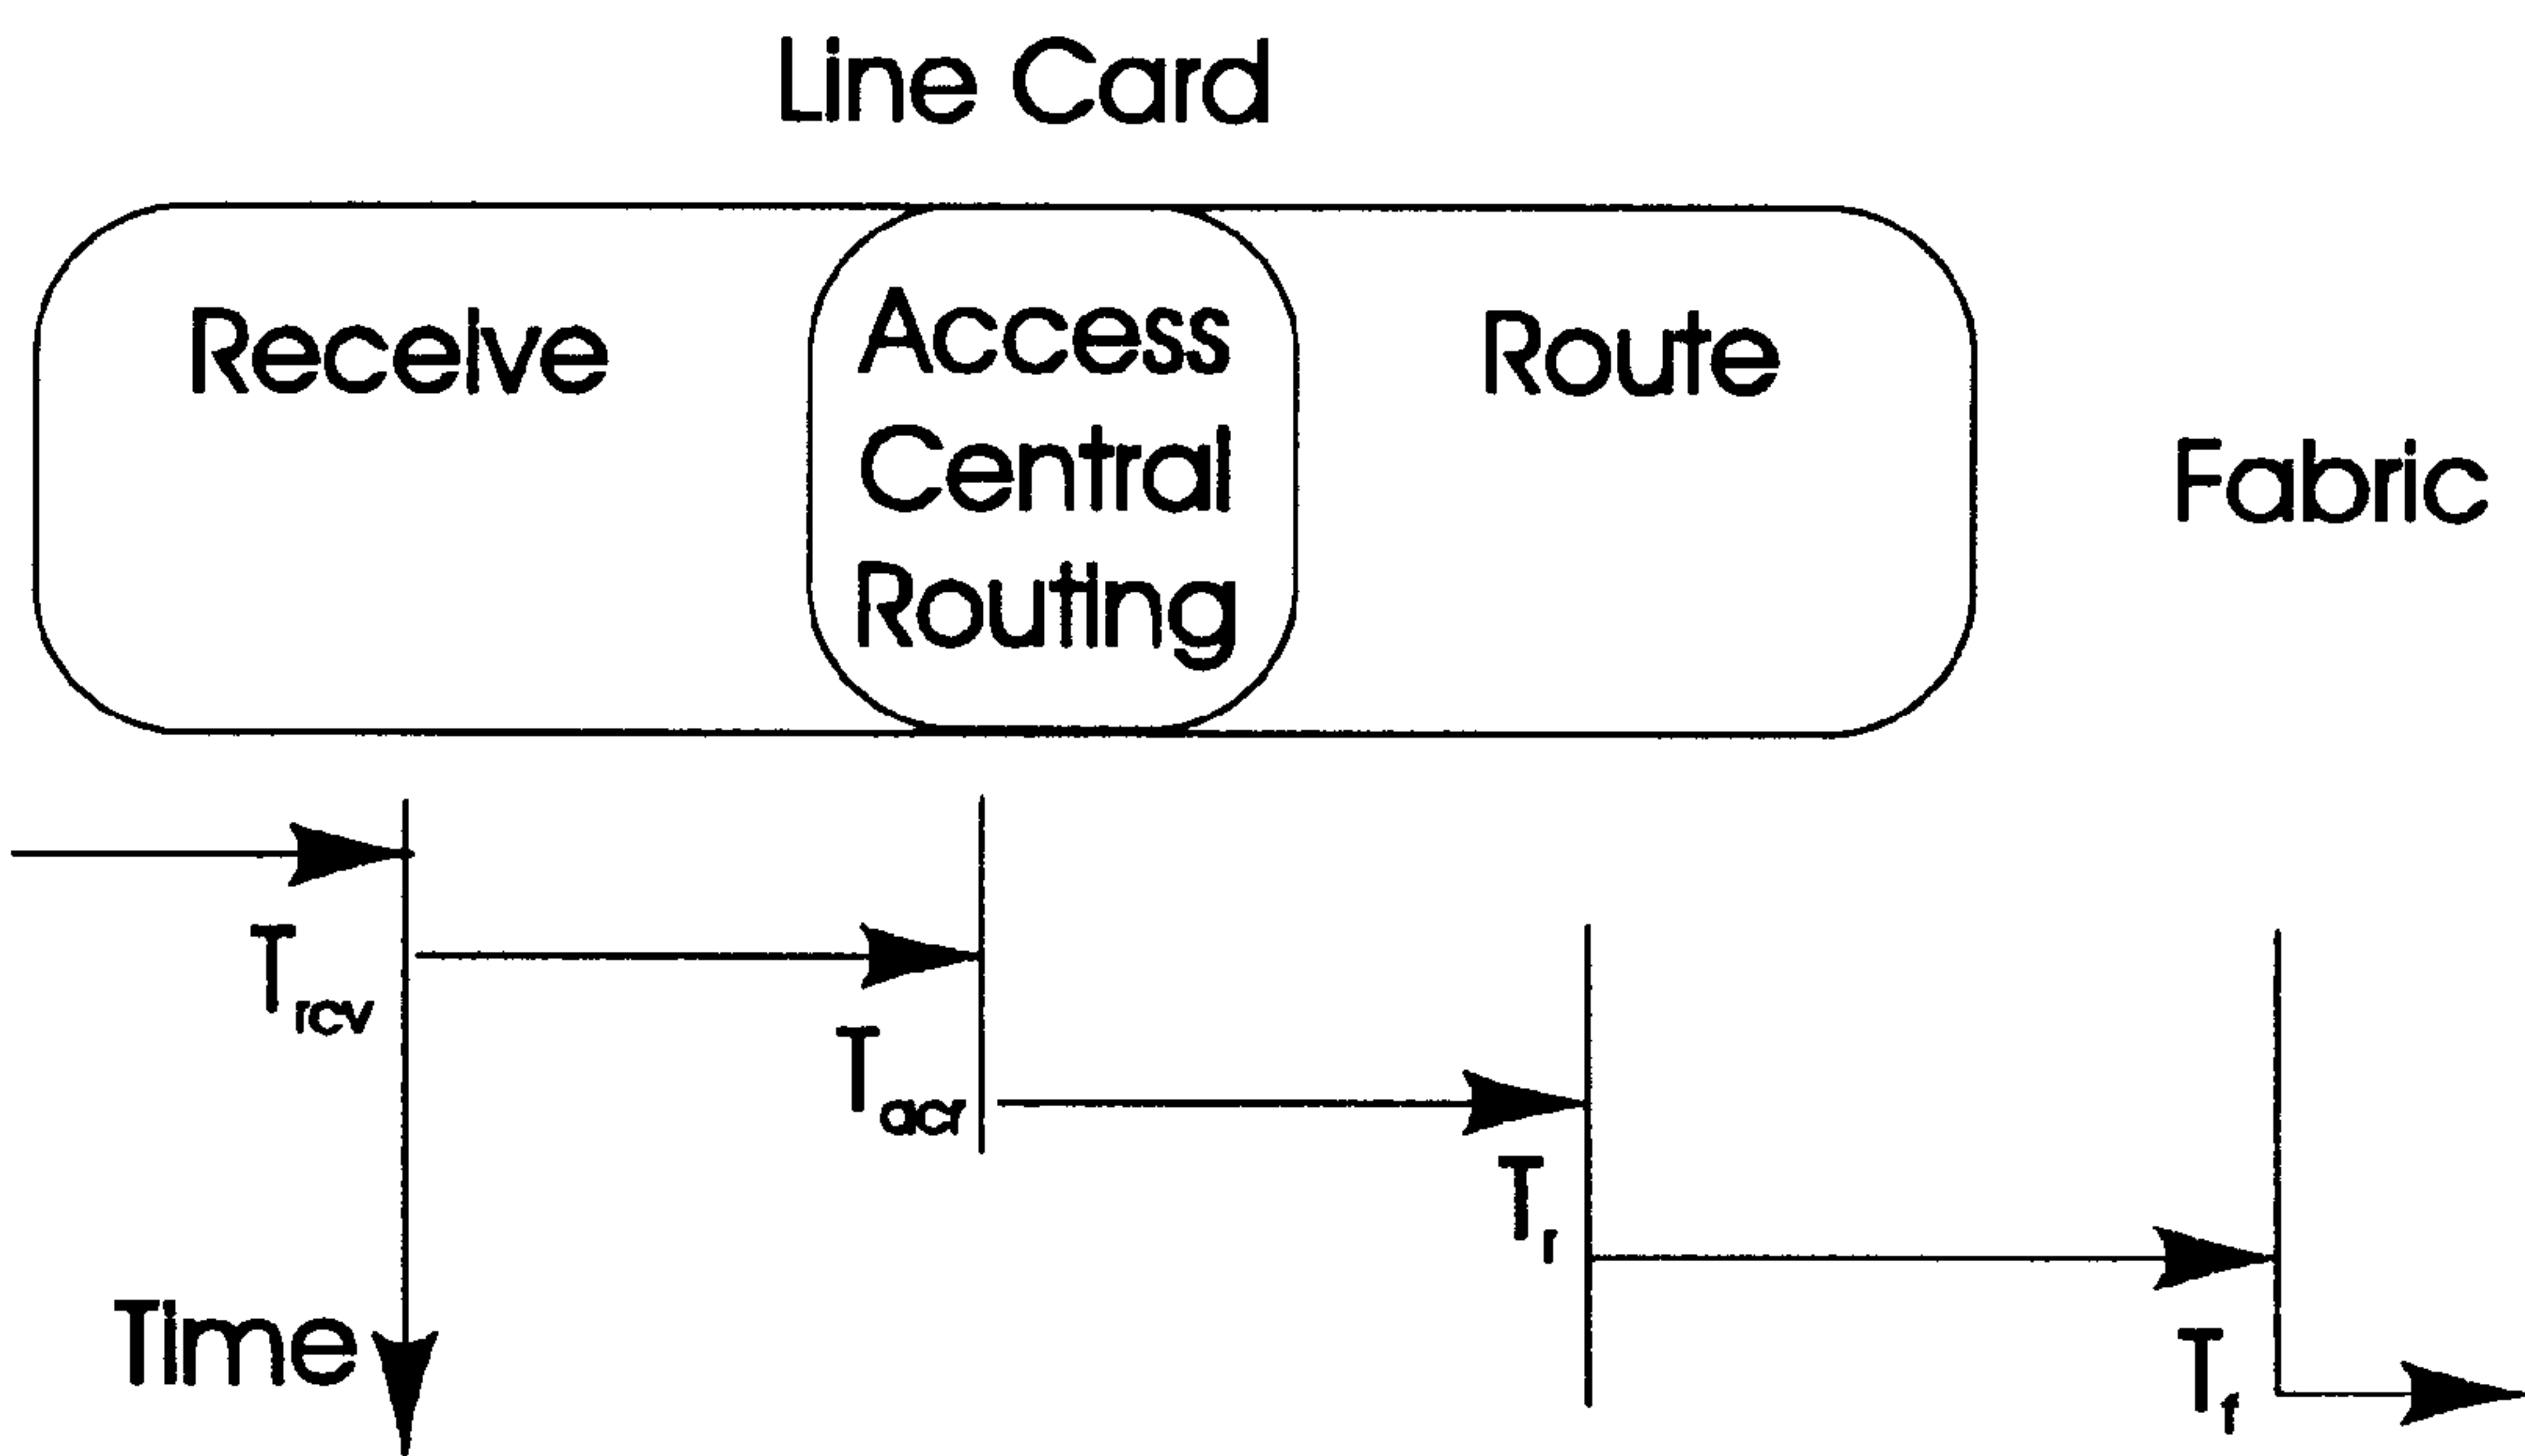 Line Card
Receive
Access
Central
Routing
Route
Fabric
Trcv
Tacr
Tr
Tf
Time